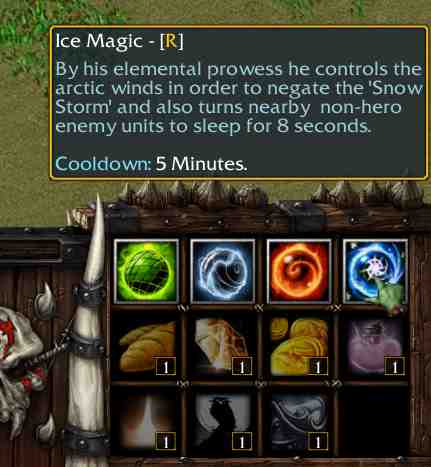 Ice Magic - [R]
By his elemental prowess he controls the
arctic winds in order to negate the 'Snow
Storm' and also turns nearby non-hero
enemy units to sleep for 8 seconds.
Cooldown: 5 Minutes.
1
1
1
1
1
1
1